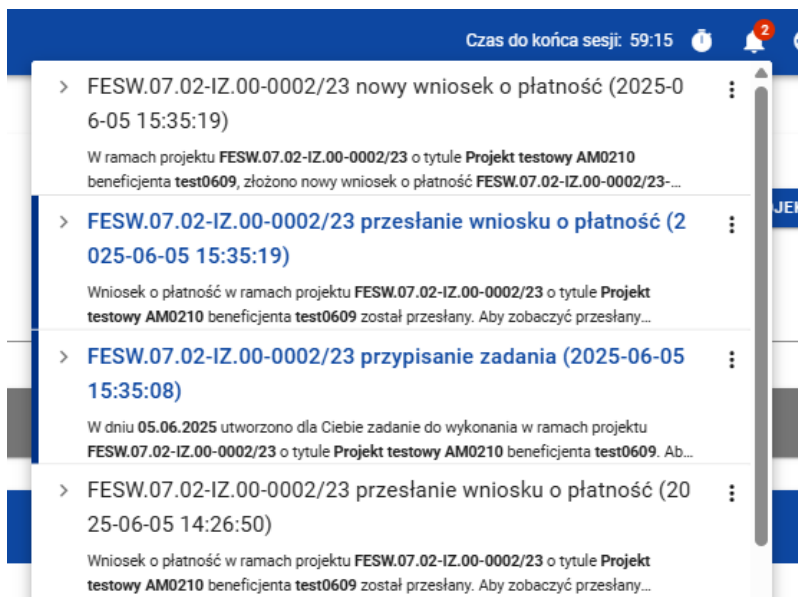 Czas do końca sesji: 59:15
2
FESW.07.02-IZ.00-0002/23 nowy wniosek o płatność (2025-0
6-05 15:35:19)
W ramach projektu FESW.07.02-IZ.00-0002/23 o tytule Projekt testowy AM0210
beneficjenta test0609, złożono nowy wniosek o płatność FESW.07.02-IZ.00-0002/23-...
JEK
FESW.07.02-IZ.00-0002/23 przesłanie wniosku o płatność (2
025-06-05 15:35:19)
Wniosek o płatność w ramach projektu FESW.07.02-IZ.00-0002/23 o tytule Projekt
testowy AM0210 beneficjenta test0609 został przesłany. Aby zobaczyć przesłany...
FESW.07.02-IZ.00-0002/23 przypisanie zadania (2025-06-05
15:35:08)
W dniu 05.06.2025 utworzono dla Ciebie zadanie do wykonania w ramach projektu
FESW.07.02-IZ.00-0002/23 o tytule Projekt testowy AM0210 beneficjenta test0609. Ab...
FESW.07.02-IZ.00-0002/23 przesłanie wniosku o płatność (20
25-06-05 14:26:50)
Wniosek o płatność w ramach projektu FESW.07.02-IZ.00-0002/23 o tytule Projekt
testowy AM0210 beneficjenta test0609 został przesłany. Aby zobaczyć przesłany...